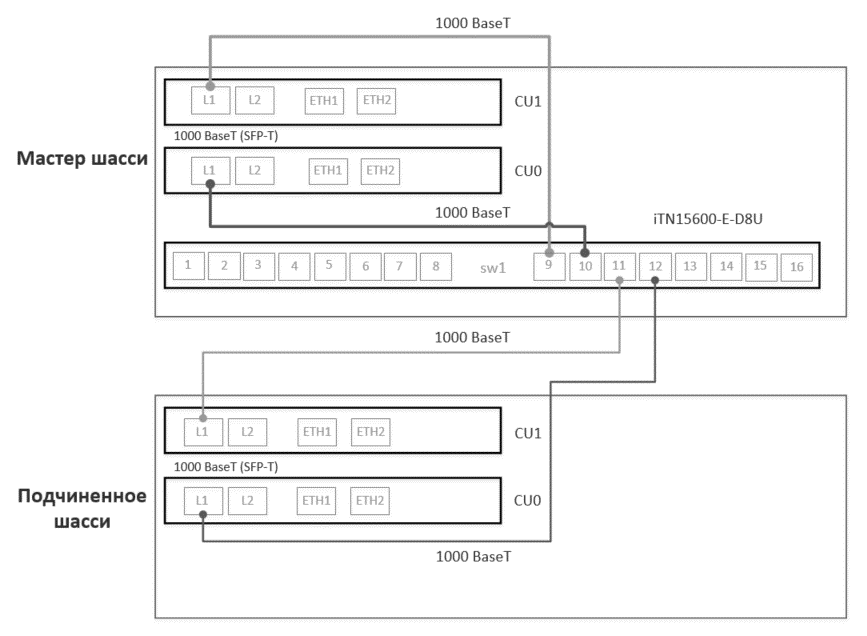 1000 BaseT
L1 L2 ETH1 ETH2 CU1
1000 BaseT (SFP-T)
Мастер шасси
L1 L2 ETH1 ETH2 CU0
1000 BaseT
iTN15600-E-D8U
1 2 3 4 5 6 7 8 sw1 9 10 11 12 13 14 15 16
1000 BaseT
L1 L2 ETH1 ETH2 CU1
1000 BaseT (SFP-T)
Подчиненное
шасси
L1 L2 ETH1 ETH2 CU0
1000 BaseT